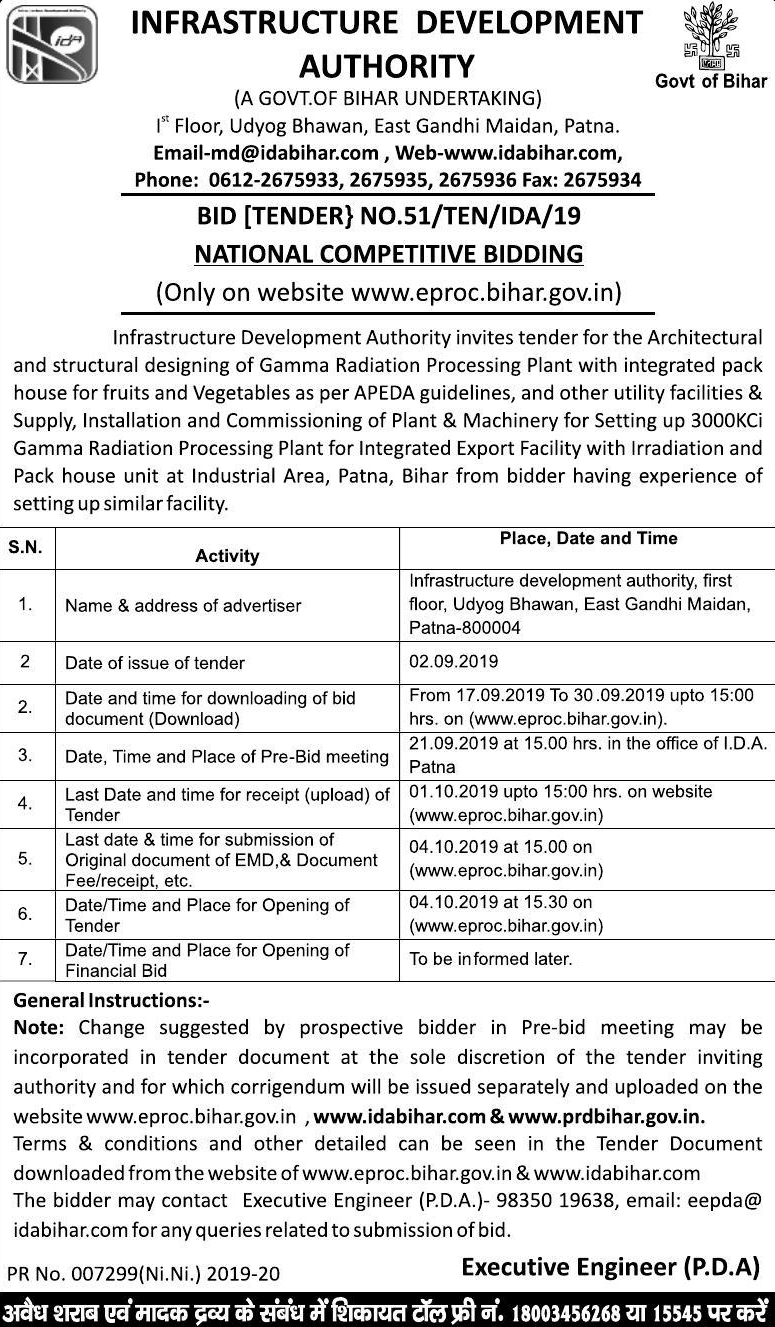 INFRASTRUCTURE DEVELOPMENT
AUTHORITY
Govt of Bihar
ida
(A GOVT.OF BIHAR UNDERTAKING)
Ist Floor, Udyog Bhawan, East Gandhi Maidan, Patna.
Email-md@idabihar.com , Web-www.idabihar.com,
Phone: 0612-2675933, 2675935, 2675936 Fax: 2675934
BID [TENDER} NO.51/TEN/IDA/19
NATIONAL COMPETITIVE BIDDING
(Only on website www.eproc.bihar.gov.in)
Infrastructure Development Authority invites tender for the Architectural
and structural designing of Gamma Radiation Processing Plant with integrated pack
house for fruits and Vegetables as per APEDA guidelines, and other utility facilities &
Supply, Installation and Commissioning of Plant & Machinery for Setting up 3000KCi
Gamma Radiation Processing Plant for Integrated Export Facility with Irradiation and
Pack house unit at Industrial Area, Patna, Bihar from bidder having experience of
setting up similar facility.
S.N. Activity Place, Date and Time
1. Name & address of advertiser Infrastructure development authority, first
floor, Udyog Bhawan, East Gandhi Maidan,
Patna-800004
2 Date of issue of tender 02.09.2019
2. Date and time for downloading of bid From 17.09.2019 To 30.09.2019 upto 15:00
document (Download) hrs. on (www.eproc.bihar.gov.in).
3. Date, Time and Place of Pre-Bid meeting 21.09.2019 at 15.00 hrs. in the office of I.D.A.
Patna
4. Last Date and time for receipt (upload) of 01.10.2019 upto 15:00 hrs. on website
Tender (www.eproc.bihar.gov.in)
5. Last date & time for submission of
Original document of EMD,& Document 04.10.2019 at 15.00 on
Fee/receipt, etc. (www.eproc.bihar.gov.in)
6. Date/Time and Place for Opening of 04.10.2019 at 15.30 on
Tender (www.eproc.bihar.gov.in)
7. Date/Time and Place for Opening of To be informed later.
Financial Bid
General Instructions:-
Note: Change suggested by prospective bidder in Pre-bid meeting may be
incorporated in tender document at the sole discretion of the tender inviting
authority and for which corrigendum will be issued separately and uploaded on the
website www.eproc.bihar.gov.in , www.idabihar.com & www.prdbihar.gov.in.
Terms & conditions and other detailed can be seen in the Tender Document
downloaded from the website of www.eproc.bihar.gov.in & www.idabihar.com
The bidder may contact Executive Engineer (P.D.A.)- 98350 19638, email: eepda@
idabihar.com for any queries related to submission of bid.
PR No. 007299(Ni.Ni.) 2019-20 Executive Engineer (P.D.A)
अवैध शराब एवं मादक द्रव्य के संबंध में शिकायत टॉल फ्री नं. 18003456268 या 15545 पर करें